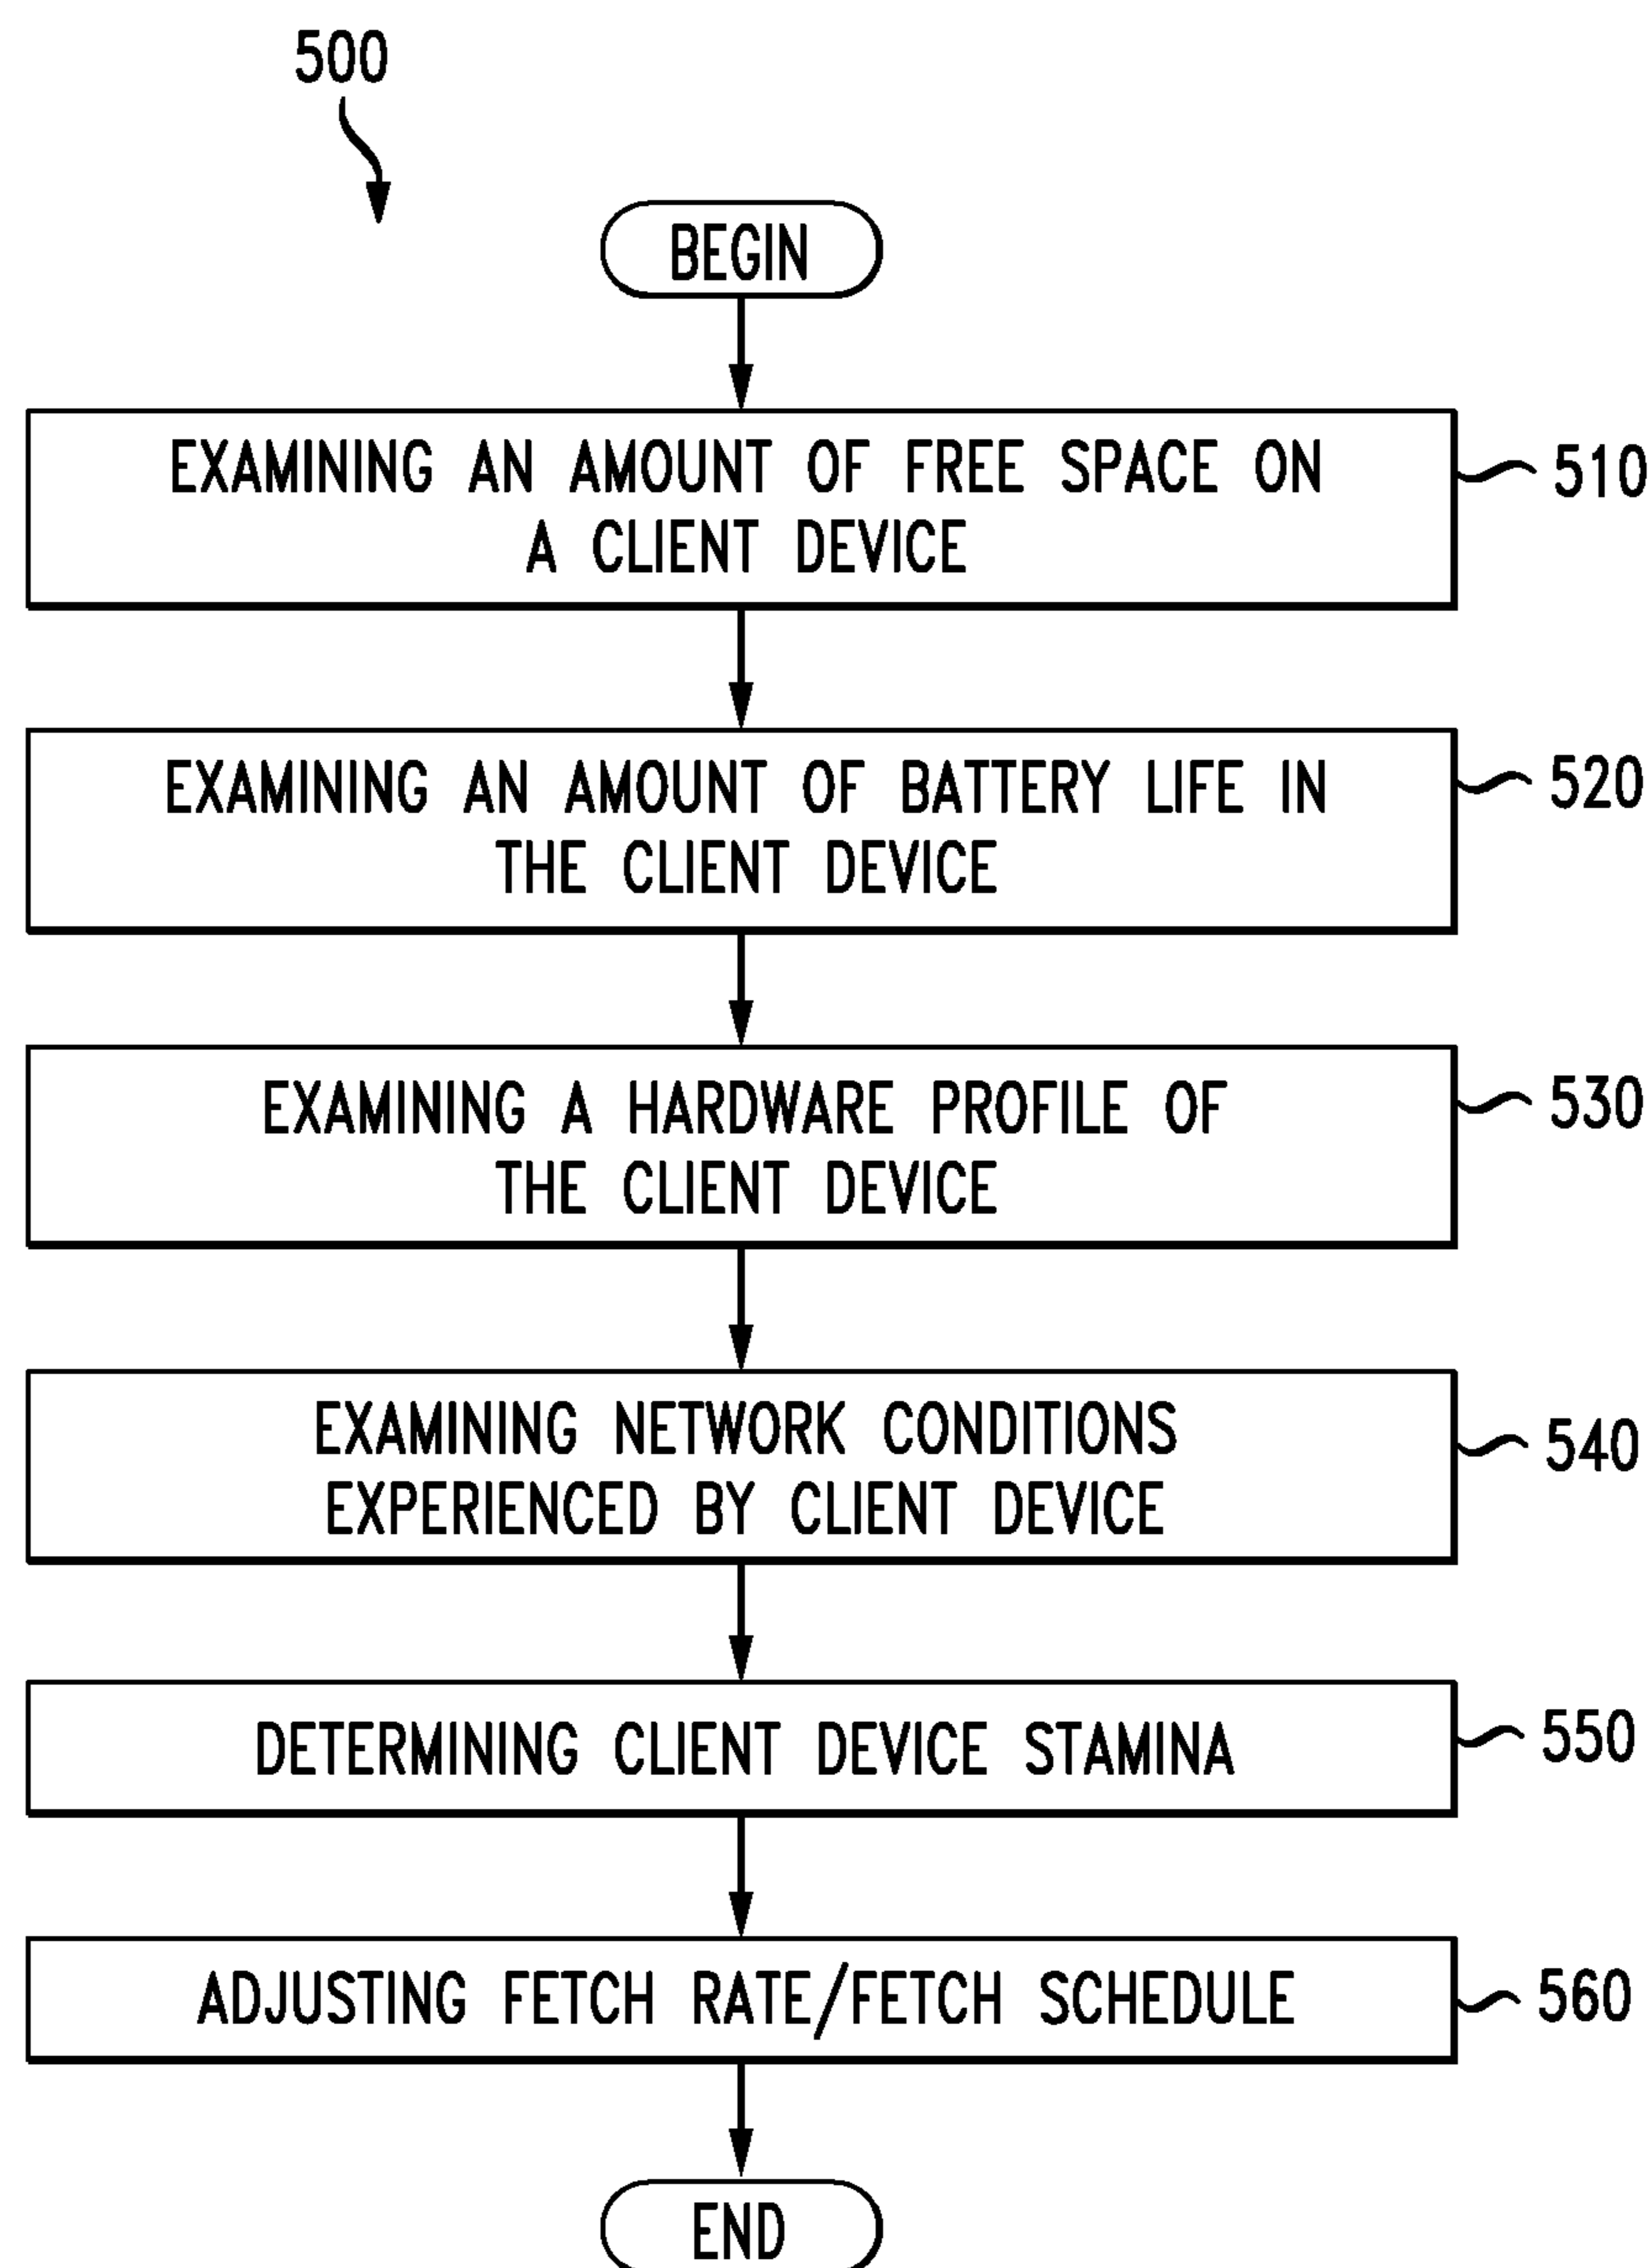 500
BEGIN
EXAMINING AN AMOUNT OF FREE SPACE ON
A CLIENT DEVICE
510
EXAMINING AN AMOUNT OF BATTERY LIFE IN
THE CLIENT DEVICE
520
EXAMINING A HARDWARE PROFILE OF
THE CLIENT DEVICE
530
EXAMINING NETWORK CONDITIONS
EXPERIENCED BY CLIENT DEVICE
540
DETERMINING CLIENT DEVICE STAMINA
550
ADJUSTING FETCH RATE/FETCH SCHEDULE
560
END